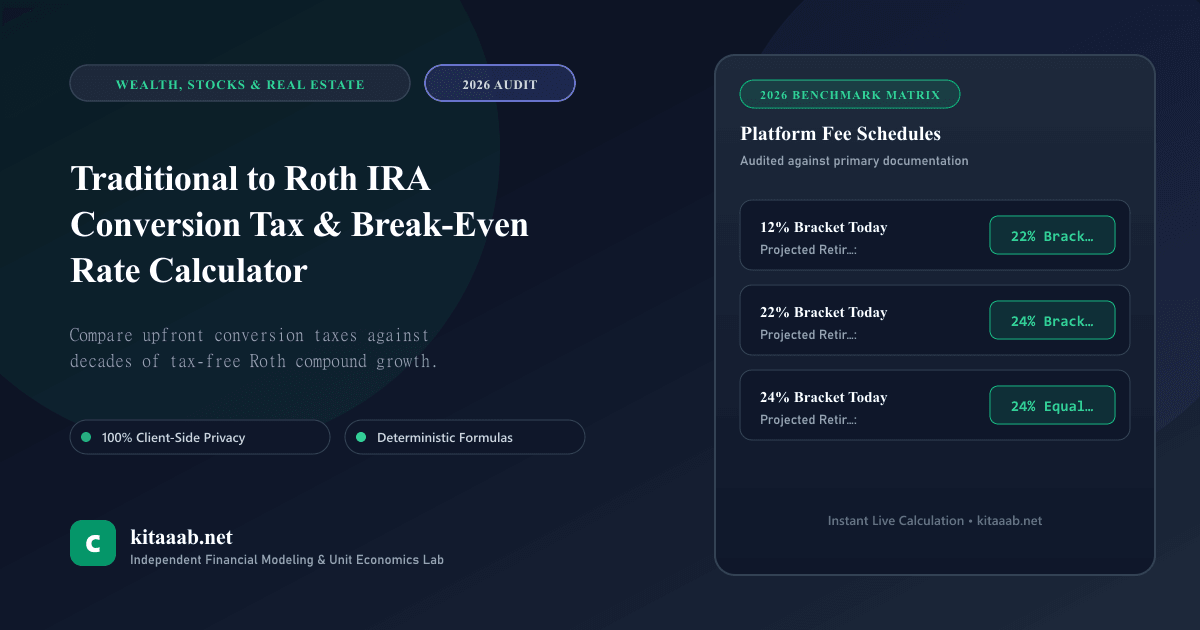 WEALTH, STOCKS & REAL ESTATE
2026 AUDIT
Traditional to Roth IRA
Conversion Tax & Break-Even
Rate Calculator
Compare upfront conversion taxes against
decades of tax-free Roth compound growth.
100% Client-Side Privacy
Deterministic Formulas
C
kitaaab.net
Independent Financial Modeling & Unit Economics Lab
2026 BENCHMARK MATRIX
Platform Fee Schedules
Audited against primary documentation
12% Bracket Today
Projected Retir…:
22% Brack…
22% Bracket Today
Projected Retir…:
24% Brack…
24% Bracket Today
Projected Retir…:
24% Equal…
Instant Live Calculation • kitaaab.net